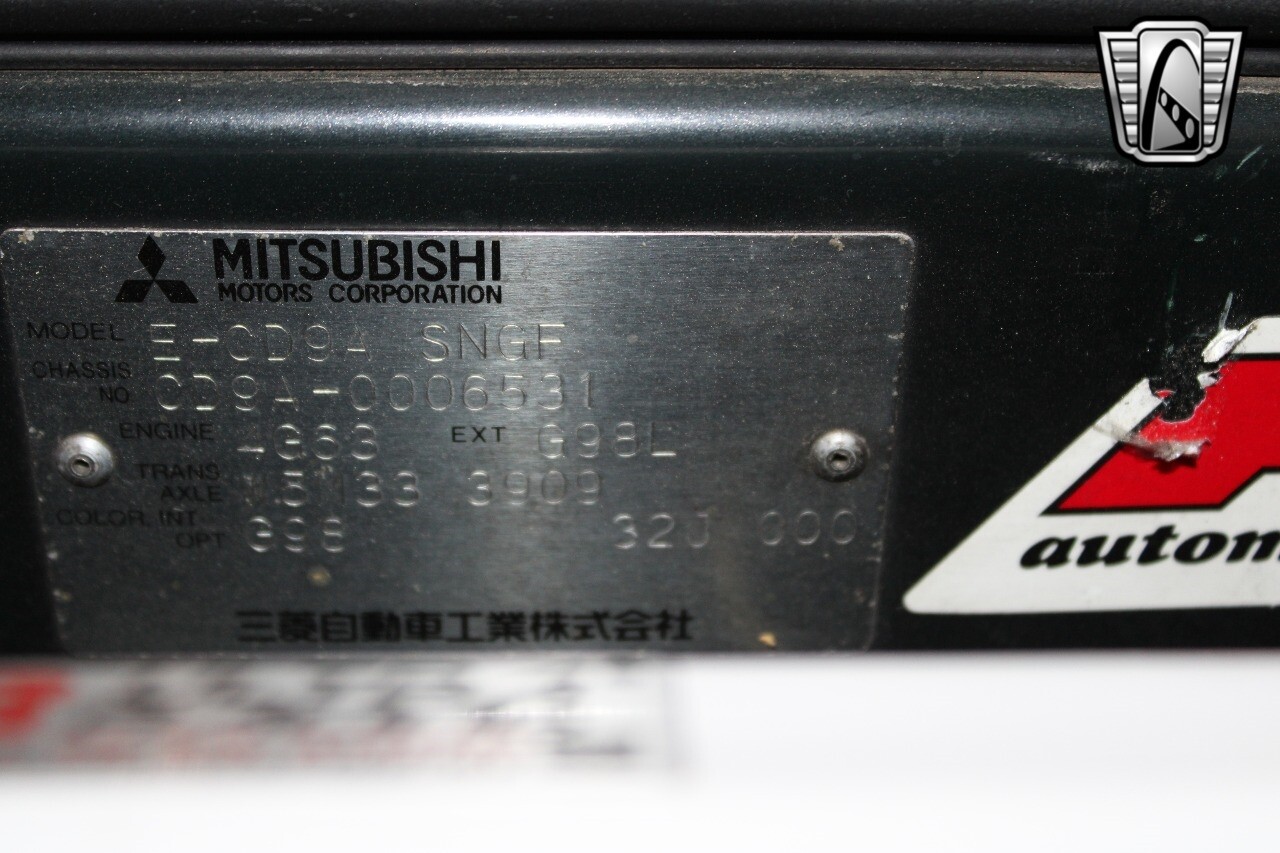 MITSUBISHI
MOTORS CORPORATION
MODEL E-CD9A SNGF
CHASSIS NO CD9A-0006531
ENGINE 4G63 EXT G98L
TRANS AXLE W5M33 3909
COLOR INT OPT G98 32J 000
三菱自動車工業株式会社